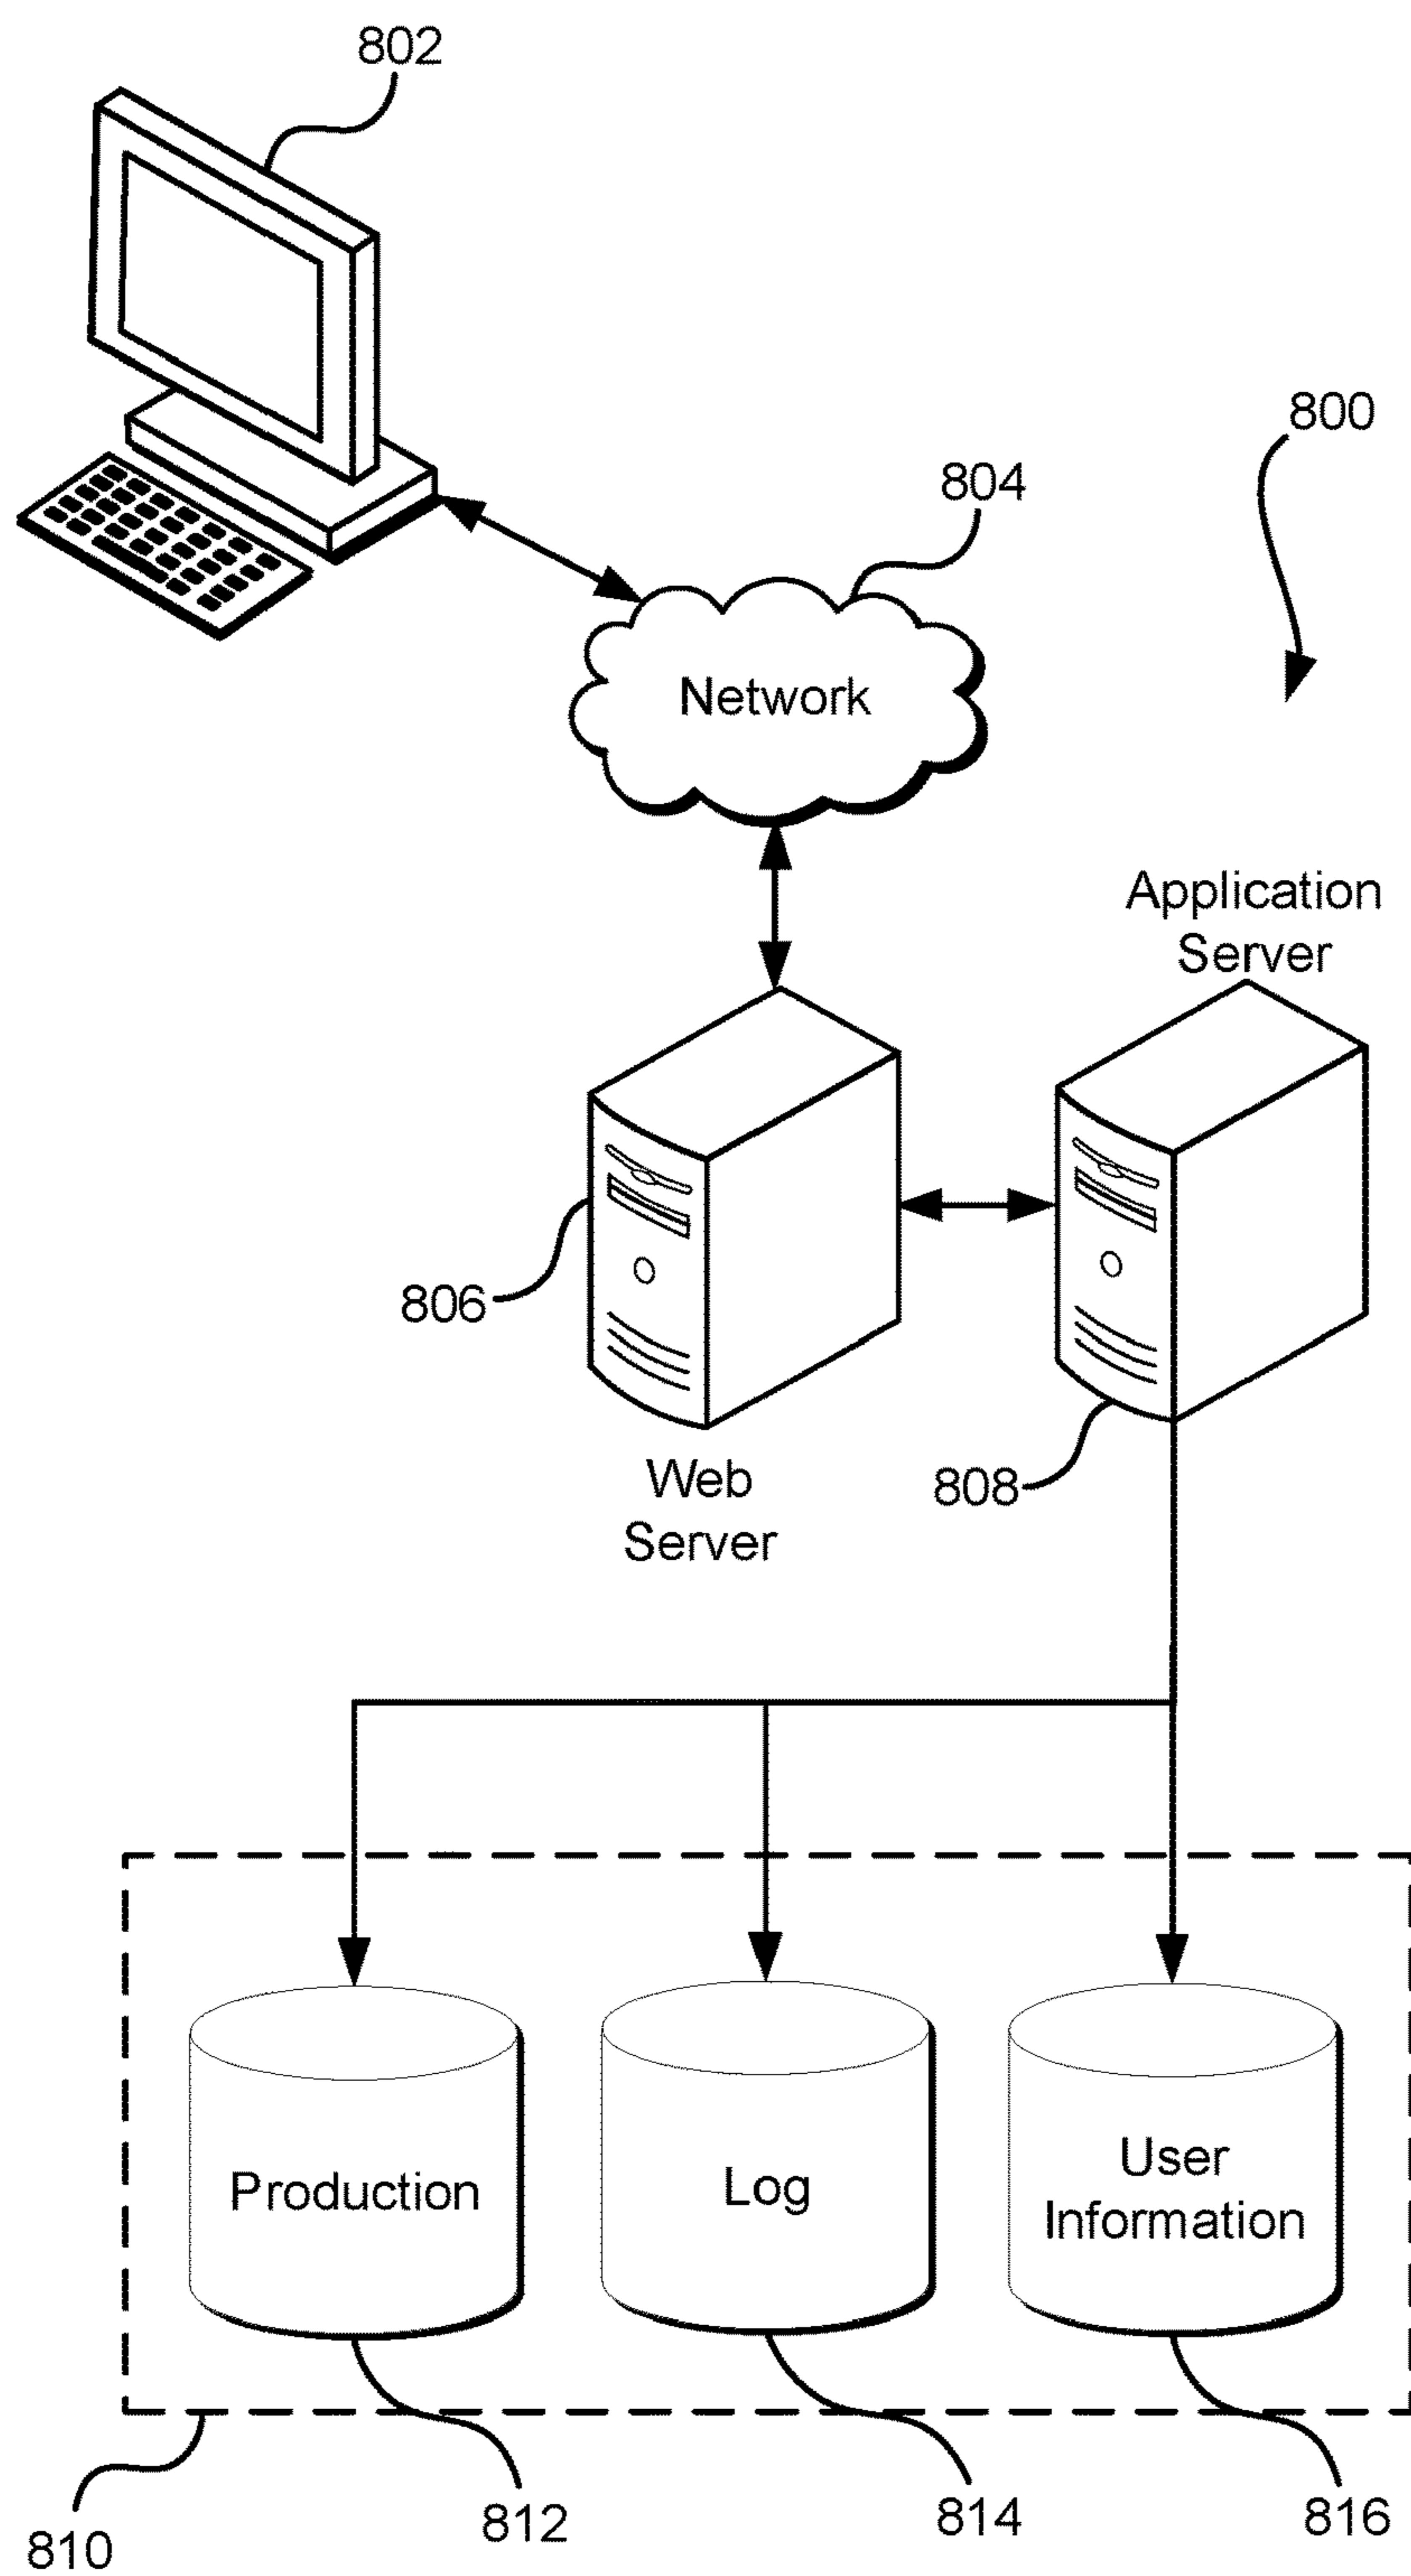 802
800
804
Network
Application
Server
806
808
Web
Server
Production
Log
User
Information
810
812
814
816